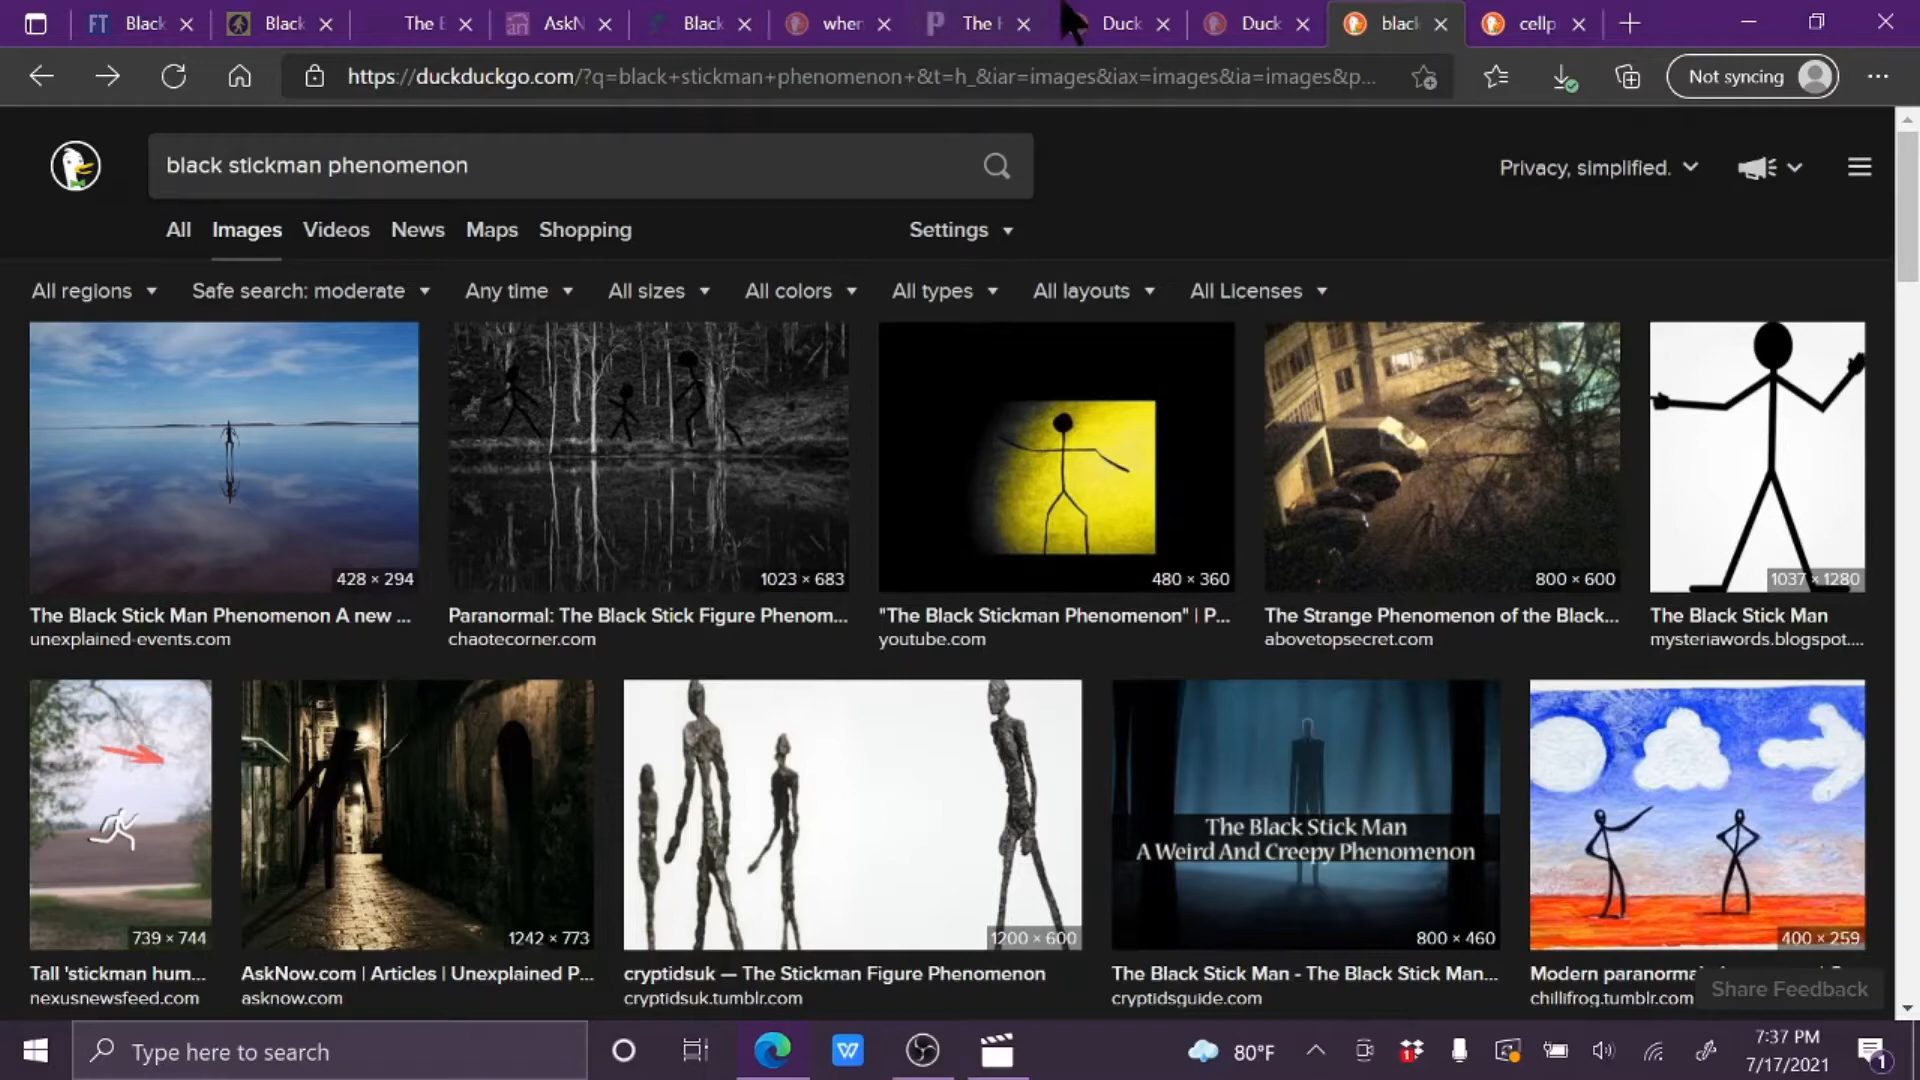 FT Black
Black
The E
AskN
Black
when
The H
Duck
Duck
black
cellp
https://duckduckgo.com/?q=black+stickman+phenomenon+&t=h_&iar=images&iax=images&ia=images&p...
Not syncing
black stickman phenomenon
Privacy, simplified.
All Images Videos News Maps Shopping
Settings
All regions
Safe search: moderate
Any time
All sizes
All colors
All types
All layouts
All Licenses
428 × 294
1023 × 683
480 × 360
800 × 600
1037 × 1280
The Black Stick Man Phenomenon A new ...
unexplained-events.com
Paranormal: The Black Stick Figure Phenom...
chaotecorner.com
"The Black Stickman Phenomenon" | P...
youtube.com
The Strange Phenomenon of the Black...
abovetopsecret.com
The Black Stick Man
mysteriawords.blogspot....
The Black Stick Man
A Weird And Creepy Phenomenon
739 × 744
1242 × 773
1200 × 600
800 × 460
400 × 259
Tall 'stickman hum...
nexusnewsfeed.com
AskNow.com | Articles | Unexplained P...
asknow.com
cryptidsuk — The Stickman Figure Phenomenon
cryptidsuk.tumblr.com
The Black Stick Man - The Black Stick Man...
cryptidsguide.com
Modern paranormal
chillifrog.tumblr.com
Share Feedback
Type here to search
W
80°F
1
7:37 PM
7/17/2021
1